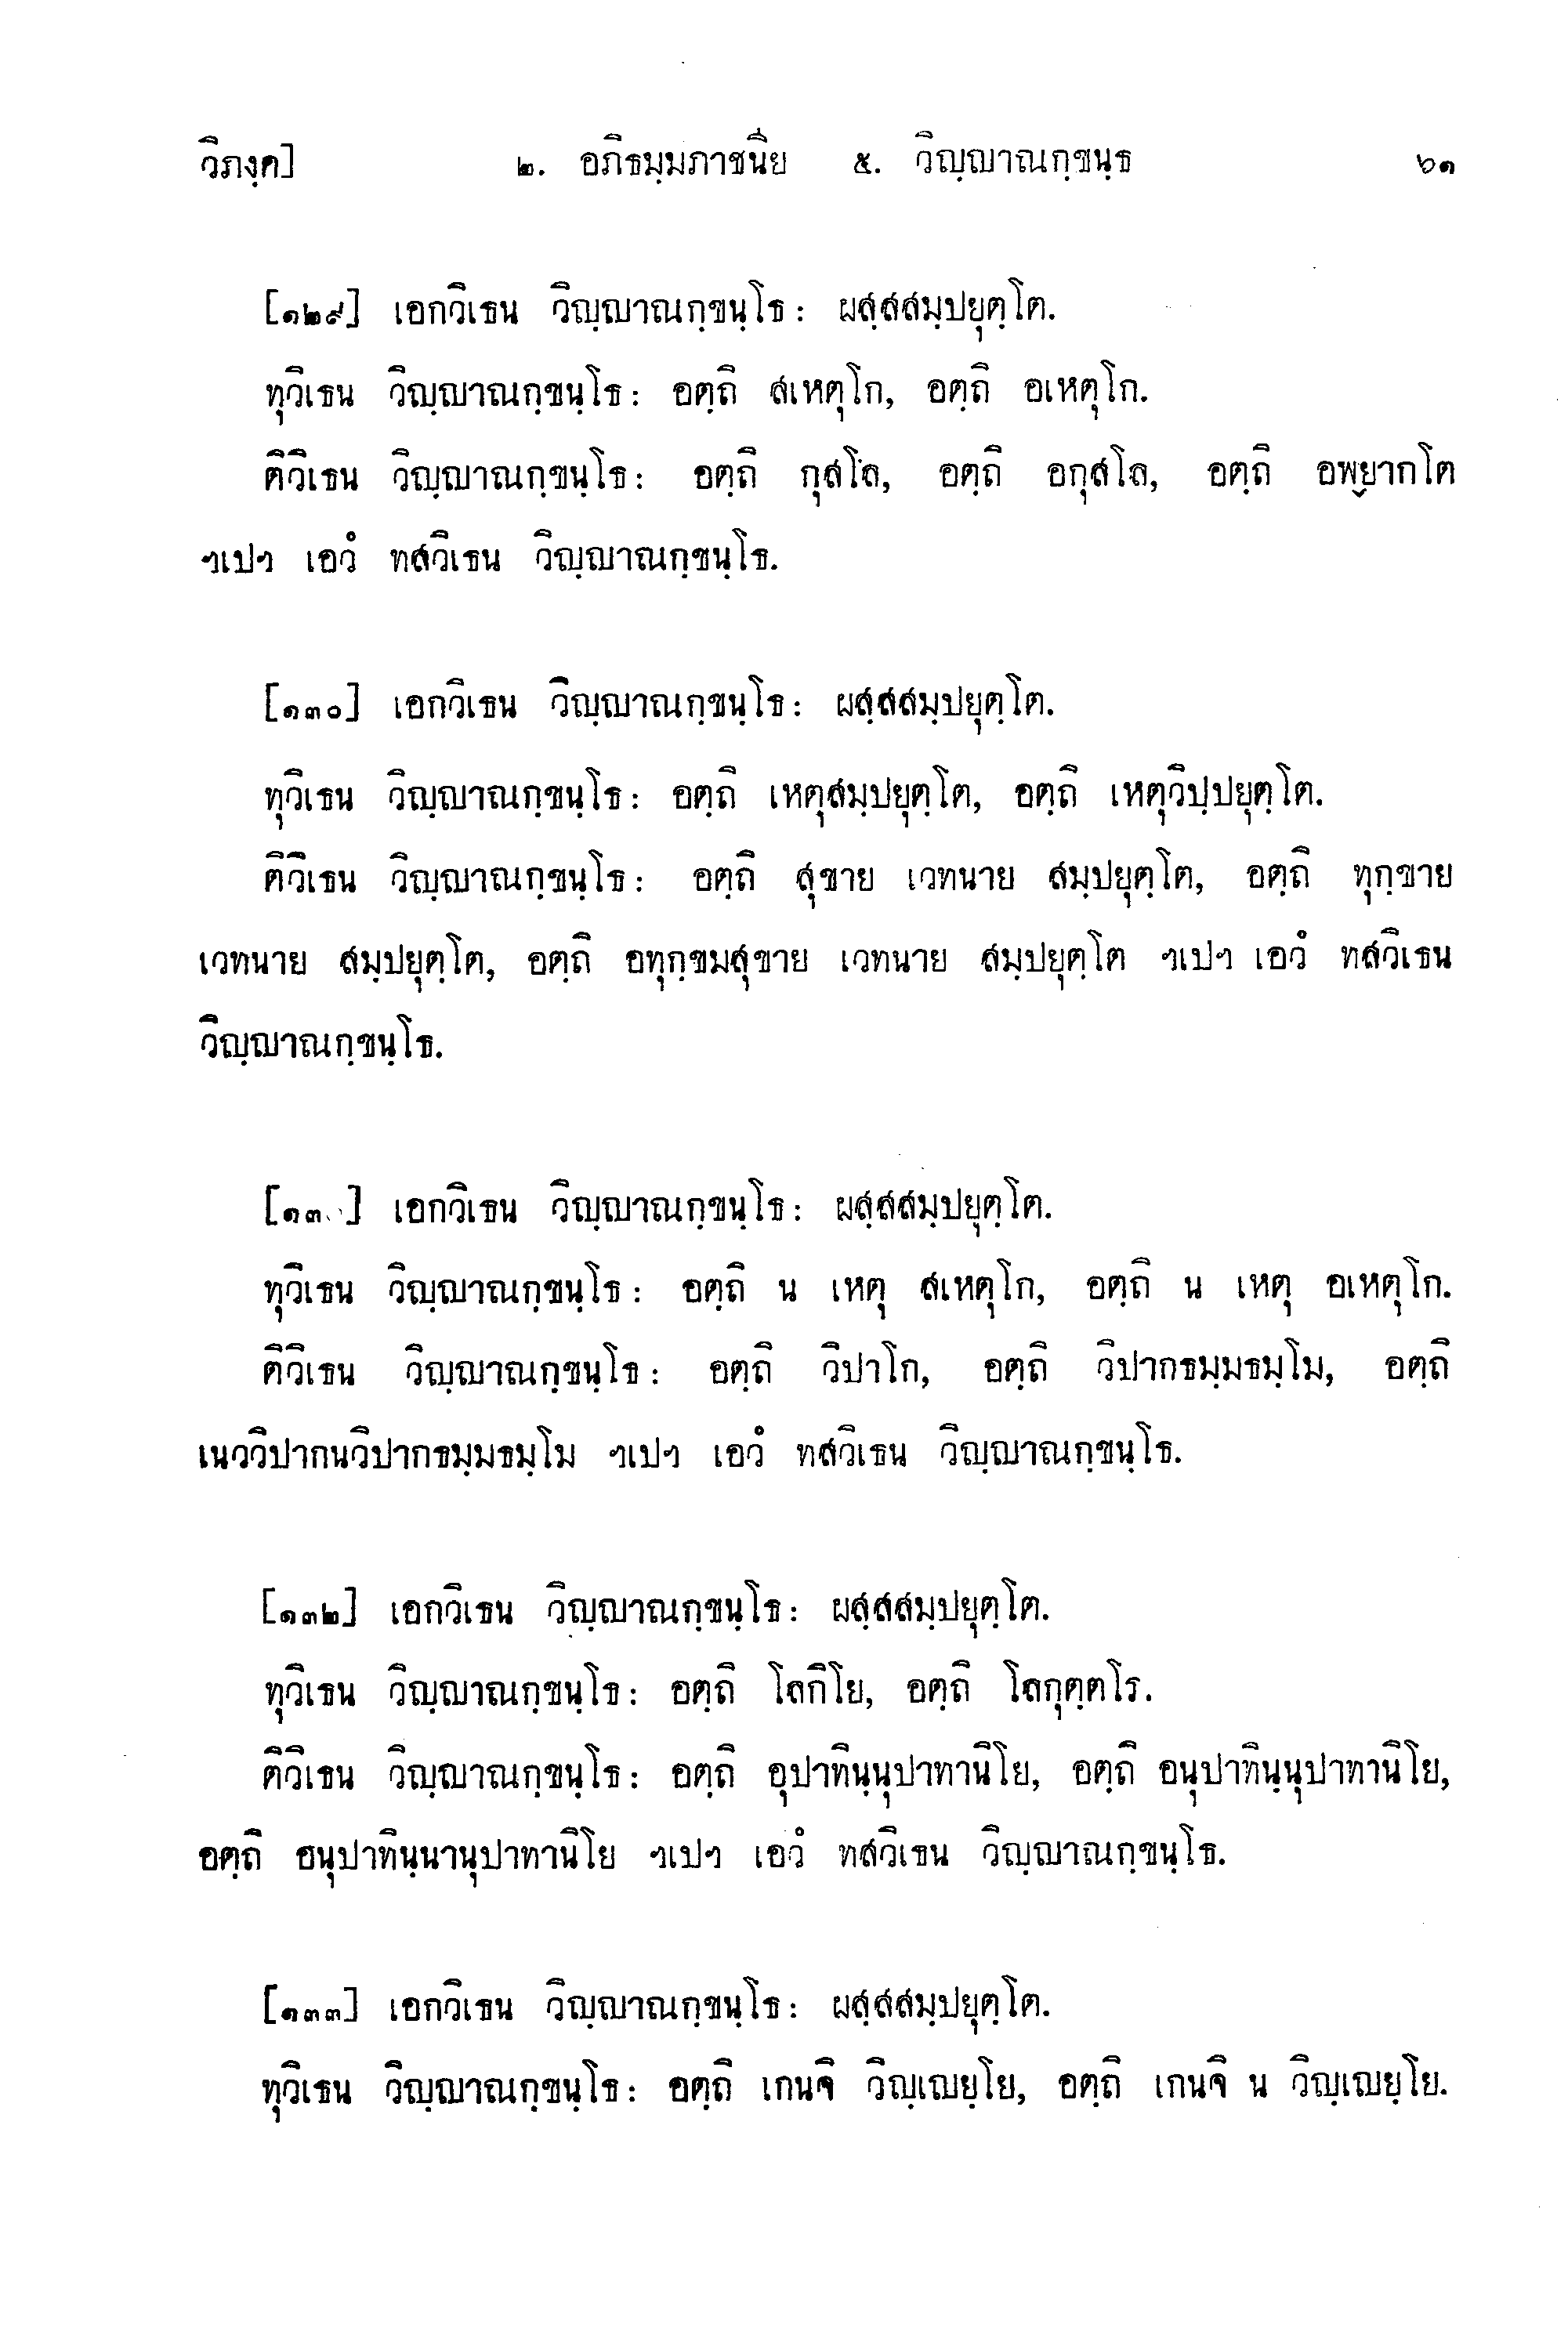 วิภงฺค] ๒. อภิธมฺมภาชนีย ๕. วิญฺญาณกฺขนฺธ ๖๑
[๑๒๙] เอกวิเธน วิญฺญาณกฺขนฺโธ: ผสฺสสมฺปยุตฺโต.
ทุวิเธน วิญฺญาณกฺขนฺโธ: อตฺถิ สเหตุโก, อตฺถิ อเหตุโก.
ติวิเธน วิญฺญาณกฺขนฺโธ: อตฺถิ กุสโล, อตฺถิ อกุสโล, อตฺถิ อพฺยากโต
ฯเปฯ เอวํ ทสวิเธน วิญฺญาณกฺขนฺโธ.
[๑๓๐] เอกวิเธน วิญฺญาณกฺขนฺโธ: ผสฺสสมฺปยุตฺโต.
ทุวิเธน วิญฺญาณกฺขนฺโธ: อตฺถิ เหตุสมฺปยุตฺโต, อตฺถิ เหตุวิปฺปยุตฺโต.
ติวิเธน วิญฺญาณกฺขนฺโธ: อตฺถิ สุขาย เวทนาย สมฺปยุตฺโต, อตฺถิ ทุกฺขาย
เวทนาย สมฺปยุตฺโต, อตฺถิ อทุกฺขมสุขาย เวทนาย สมฺปยุตฺโต ฯเปฯ เอวํ ทสวิเธน
วิญฺญาณกฺขนฺโธ.
[๑๓ ] เอกวิเธน วิญฺญาณกฺขนฺโธ: ผสฺสสมฺปยุตฺโต.
ทุวิเธน วิญฺญาณกฺขนฺโธ: อตฺถิ น เหตุ สเหตุโก, อตฺถิ น เหตุ อเหตุโก.
ติวิเธน วิญฺญาณกฺขนฺโธ: อตฺถิ วิปาโก, อตฺถิ วิปากธมฺมธมฺโม, อตฺถิ
เนววิปากนวิปากธมฺมธมฺโม ฯเปฯ เอวํ ทสวิเธน วิญฺญาณกฺขนฺโธ.
[๑๓๒] เอกวิเธน วิญฺญาณกฺขนฺโธ: ผสฺสสมฺปยุตฺโต.
ทุวิเธน วิญฺญาณกฺขนฺโธ: อตฺถิ โลกิโย, อตฺถิ โลกุตฺตโร.
ติวิเธน วิญฺญาณกฺขนฺโธ: อตฺถิ อุปาทินฺนุปาทานิโย, อตฺถิ อนุปาทินฺนุปาทานิโย,
อตฺถิ อนุปาทินฺนานุปาทานิโย ฯเปฯ เอวํ ทสวิเธน วิญฺญาณกฺขนฺโธ.
[๑๓๓] เอกวิเธน วิญฺญาณกฺขนฺโธ: ผสฺสสมฺปยุตฺโต.
ทุวิเธน วิญฺญาณกฺขนฺโธ: อตฺถิ เกนจิ วิญฺเญยฺโย, อตฺถิ เกนจิ น วิญฺเญยฺโย.